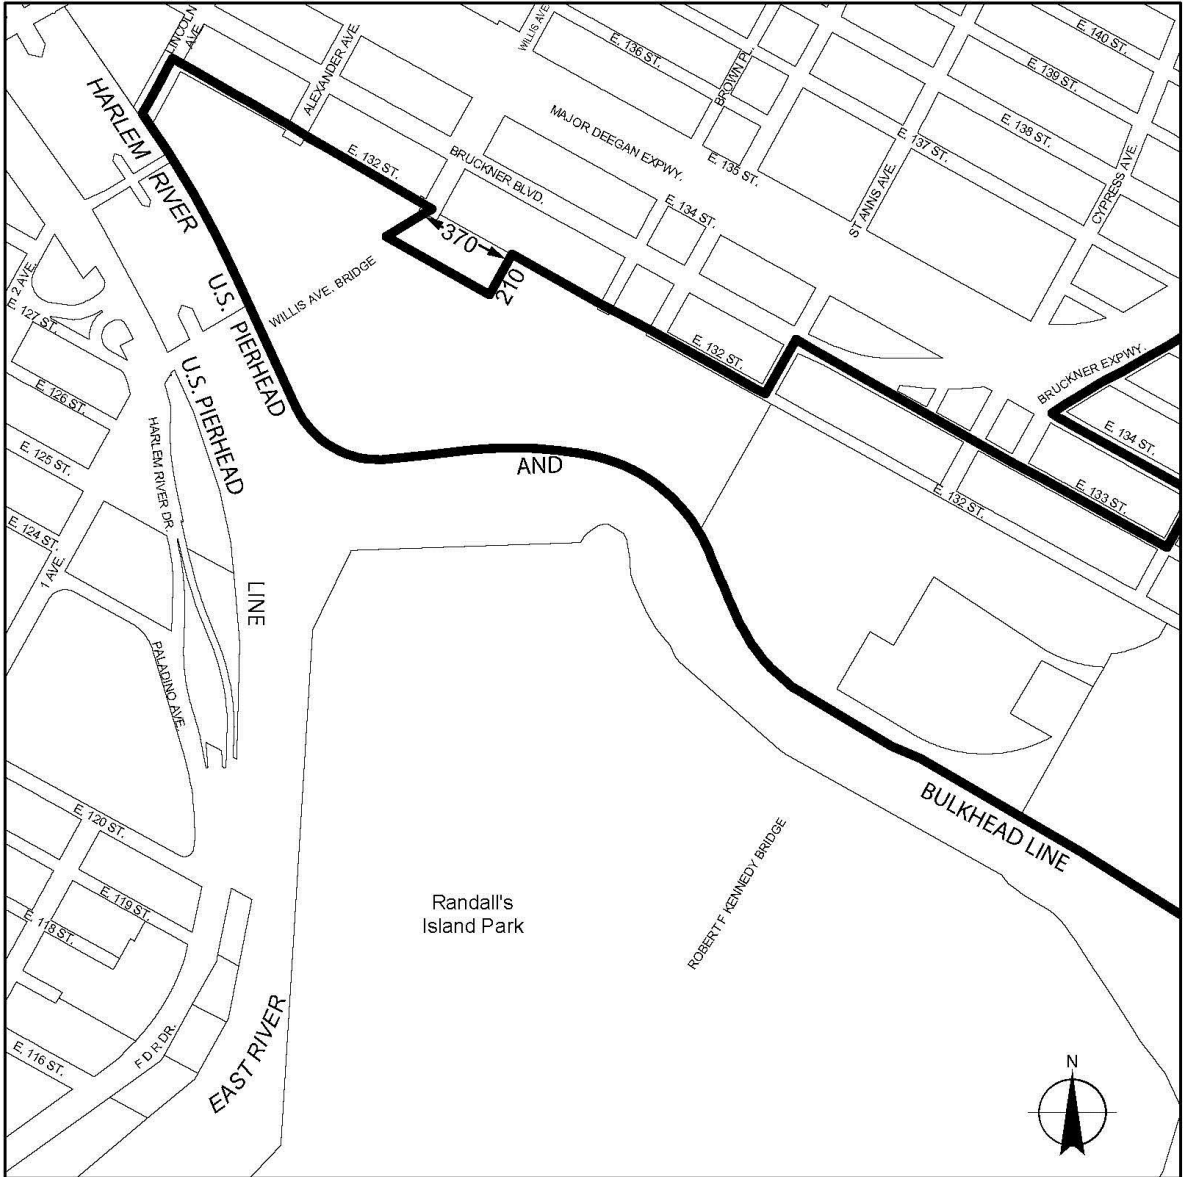 LINCOLN
AVE.
ALEXANDER AVE.
WILLIS AVE.
E. 136 ST.
BROWN PL.
E. 140 ST.
E. 139 ST.
E. 138 ST.
E. 137 ST.
CYPRESS AVE.
ST ANNS AVE.
MAJOR DEEGAN EXPWY.
E. 135 ST.
E. 134 ST.
BRUCKNER BLVD.
E. 132 ST.
HARLEM RIVER
370
210
WILLIS AVE. BRIDGE
U.S. PIERHEAD
AND
BULKHEAD LINE
E. 132 ST.
BRUCKNER EXPWY.
E. 134 ST.
E. 133 ST.
E. 132 ST.
2 AVE.
E. 127 ST.
E. 126 ST.
E. 125 ST.
E. 124 ST.
1 AVE.
U.S. PIERHEAD
LINE
HARLEM RIVER DR.
PALADINO AVE.
E. 120 ST.
E. 119 ST.
E. 118 ST.
E. 116 ST.
F D R DR.
EAST RIVER
Randall's
Island Park
ROBERT F KENNEDY BRIDGE
N